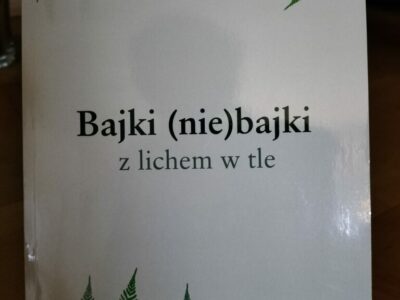 Bajki (nie)bajki
z lichem w tle